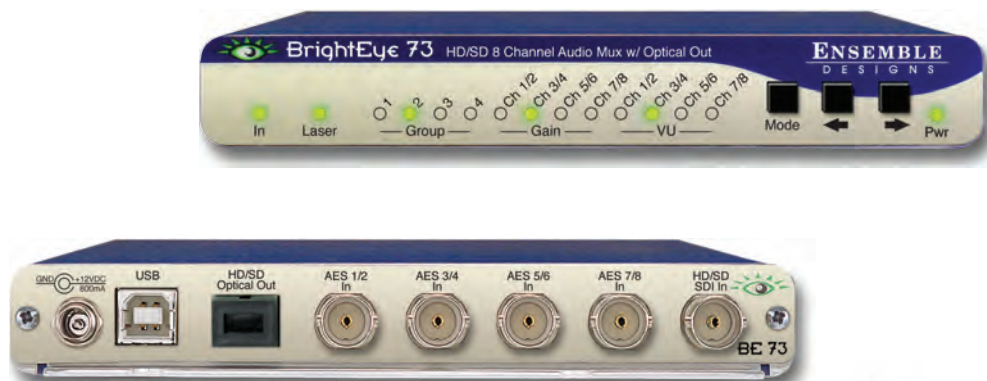 BrightEye 73 HD/SD 8 Channel Audio Mux w/ Optical Out
ENSEMBLE
DESIGNS
1 2 3 4 Ch 1/2 Ch 3/4 Ch 5/6 Ch 7/8 Ch 1/2 Ch 3/4 Ch 5/6 Ch 7/8
In Laser Group Gain VU Mode Pwr
GND +12VDC
800mA
USB
HD/SD
Optical Out
AES 1/2
In
AES 3/4
In
AES 5/6
In
AES 7/8
In
HD/SD
SDI In
BE 73